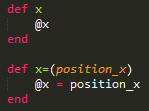 def x
    @x
end

def x=(position_x)
    @x = position_x
end